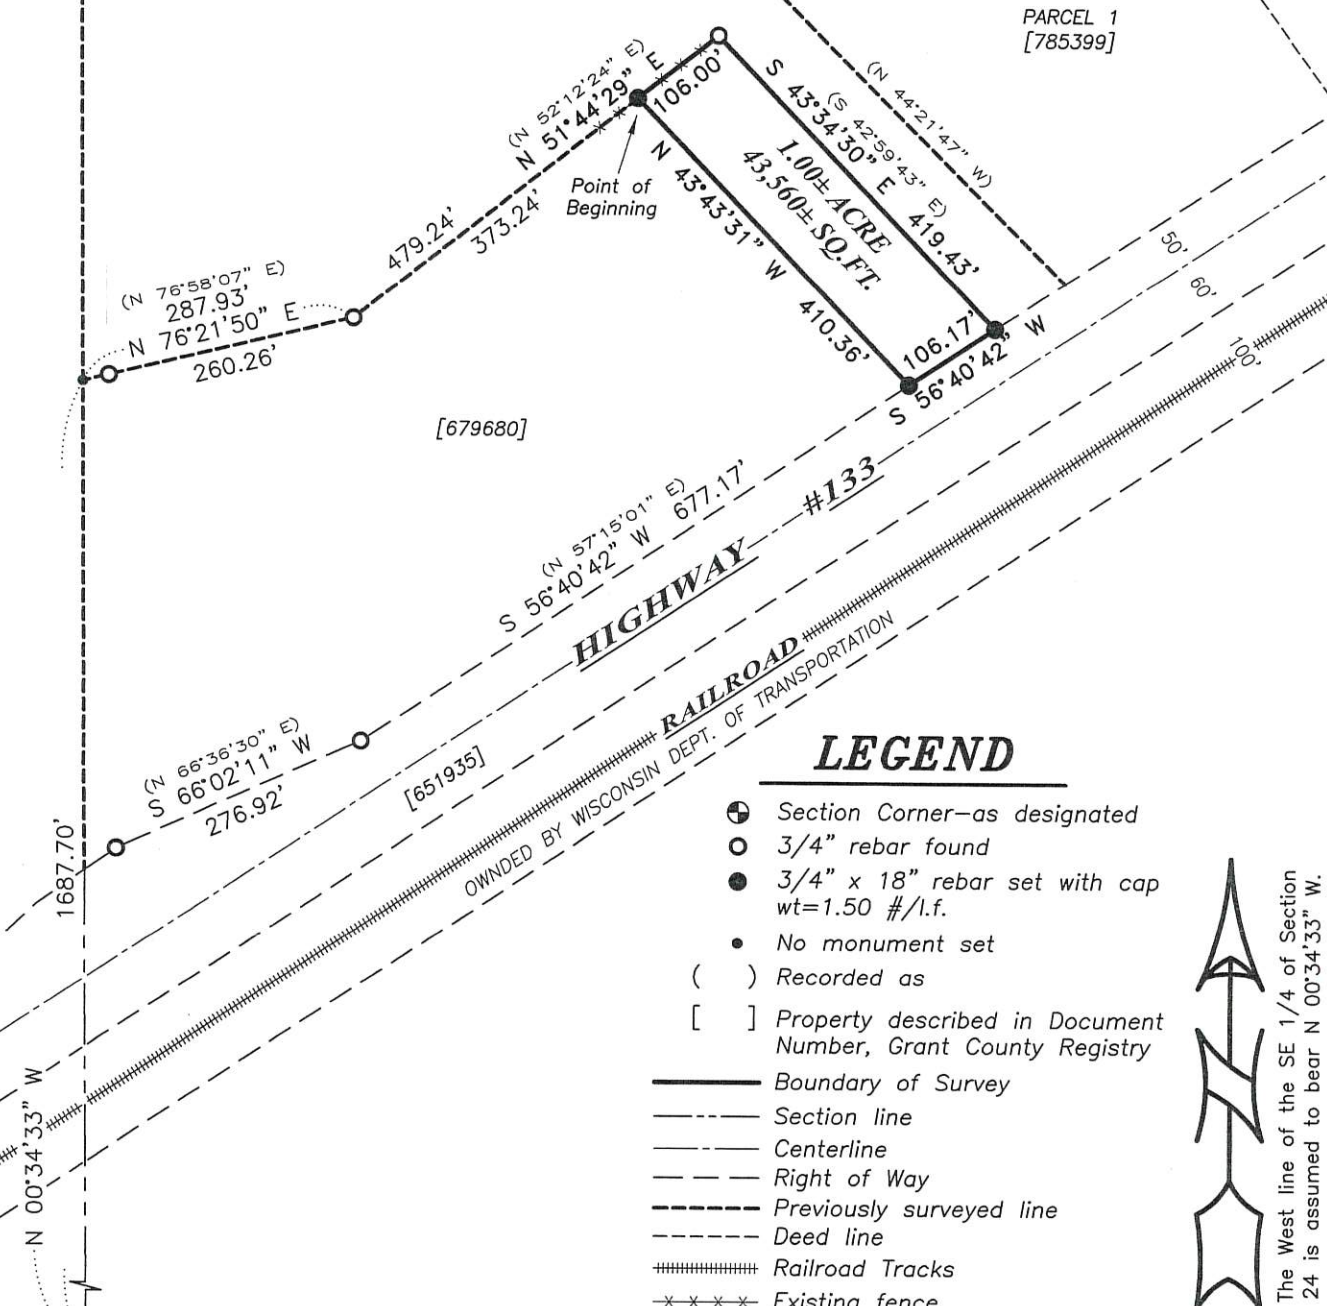 PARCEL 1
[785399]
(N 52°12'24" E)
N 51°44'29" E
106.00'
479.24'
373.24'
Point of
Beginning
S 43°34'30" E 419.43'
(S 42°59'43" E)
(N 44°21'47" W)
1.00± ACRE
43,560± SQ.FT.
N 43°43'31" W 410.36'
106.17'
S 56°40'42" W
50'
60'
100'
(N 76°58'07" E)
287.93'
N 76°21'50" E
260.26'
[679680]
(N 57°15'01" E)
S 56°40'42" W 677.17'
HIGHWAY #133
RAILROAD
OWNDED BY WISCONSIN DEPT. OF TRANSPORTATION
(N 66°36'30" E)
S 66°02'11" W
276.92'
[651935]
1687.70'
N 00°34'33" W
LEGEND
Section Corner-as designated
3/4" rebar found
3/4" x 18" rebar set with cap
wt=1.50 #/l.f.
No monument set
( ) Recorded as
[ ] Property described in Document
Number, Grant County Registry
Boundary of Survey
Section line
Centerline
Right of Way
Previously surveyed line
Deed line
Railroad Tracks
Existing fence
The West line of the SE 1/4 of Section
24 is assumed to bear N 00°34'33" W.